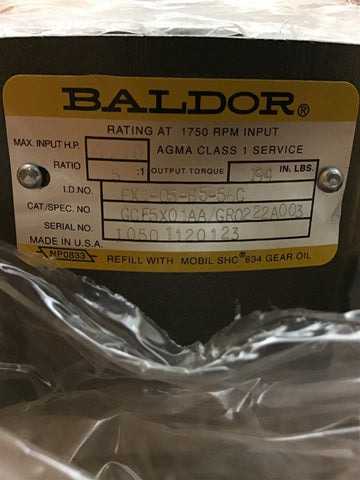 BALDOR®
RATING AT 1750 RPM INPUT
MAX. INPUT H.P. AGMA CLASS 1 SERVICE
RATIO 5 :1 OUTPUT TORQUE 194 IN. LBS.
I.D.NO.
CAT./SPEC. NO. GCF5X01AA/GR0222A003
SERIAL NO. I0501120123
MADE IN U.S.A.
NP0833 REFILL WITH MOBIL SHC® 634 GEAR OIL